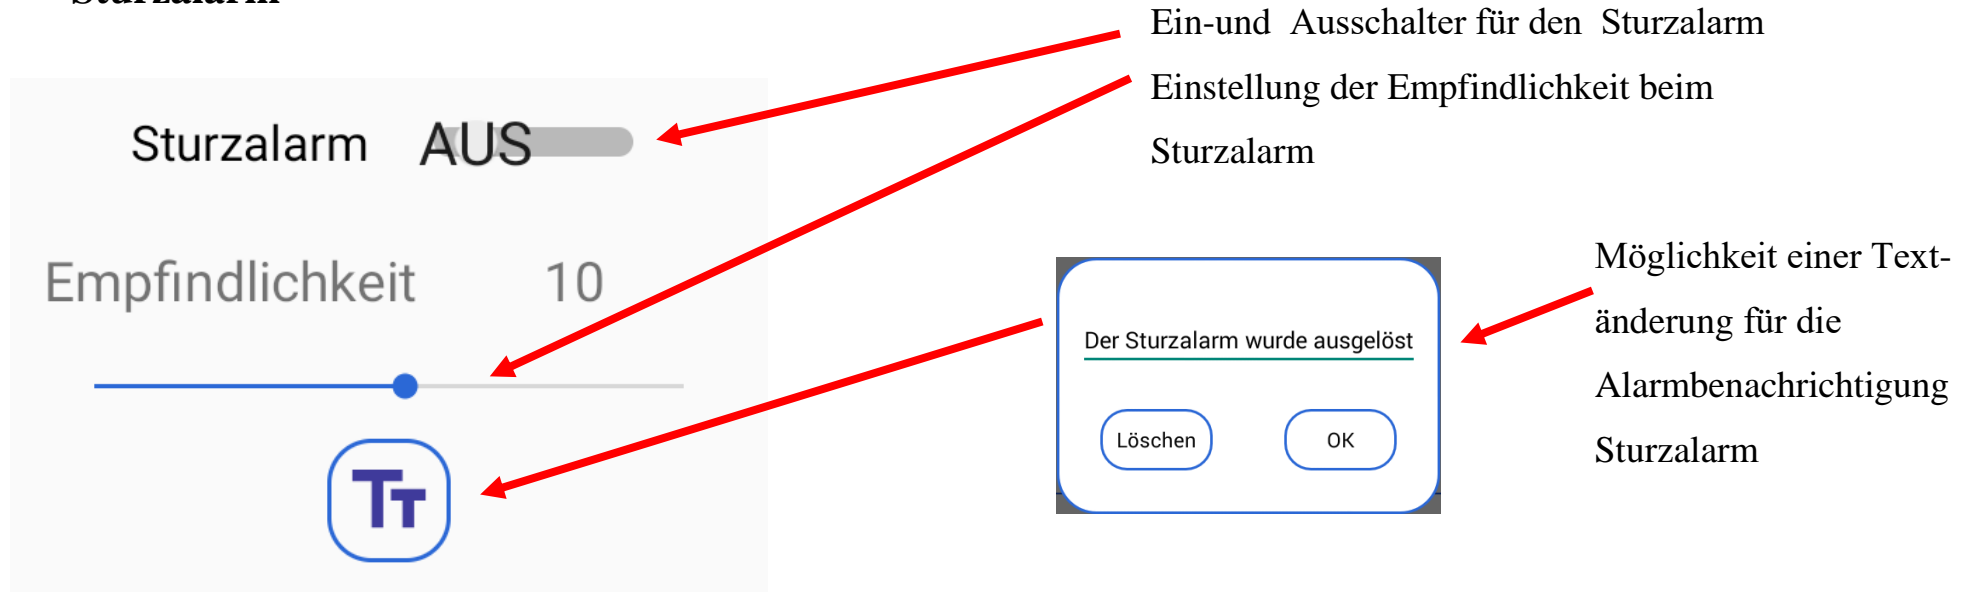 Sturzalarm
Ein-und Ausschalter für den Sturzalarm
Einstellung der Empfindlichkeit beim
Sturzalarm
Sturzalarm AUS
Empfindlichkeit 10
Tт
Möglichkeit einer Text-
änderung für die
Alarmbenachrichtigung
Sturzalarm
Der Sturzalarm wurde ausgelöst
Löschen OK